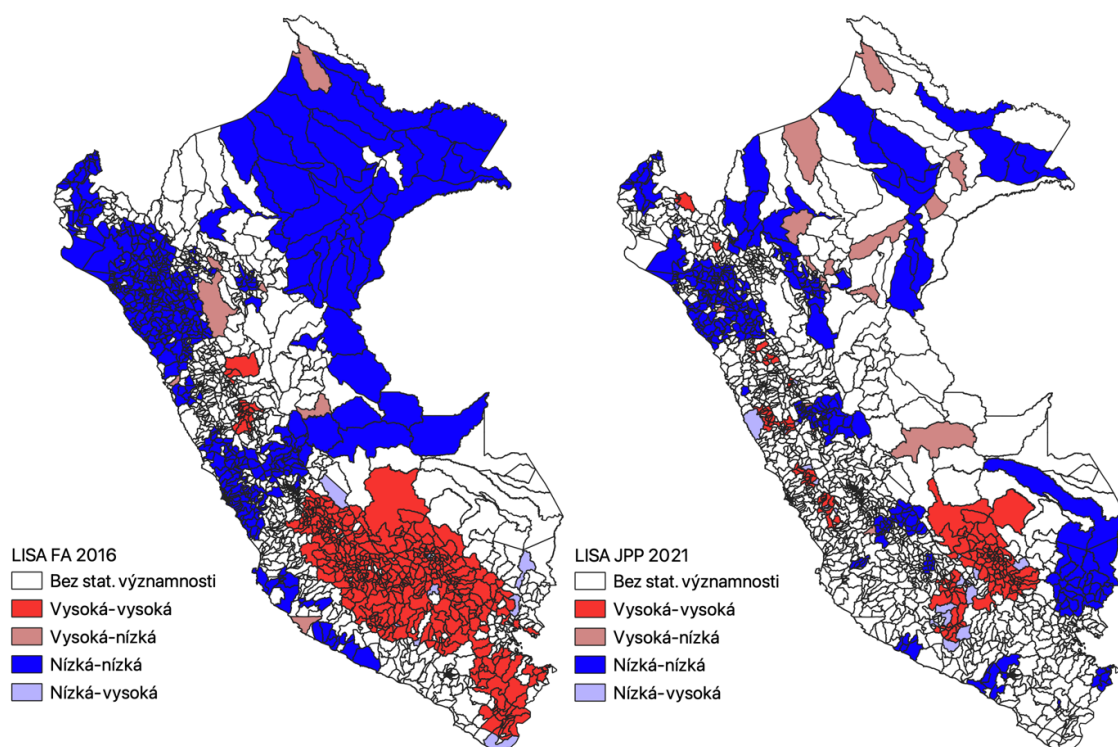 LISA FA 2016
Bez stat. významnosti
Vysoká-vysoká
Vysoká-nízká
Nízká-nízká
Nízká-vysoká
LISA JPP 2021
Bez stat. významnosti
Vysoká-vysoká
Vysoká-nízká
Nízká-nízká
Nízká-vysoká